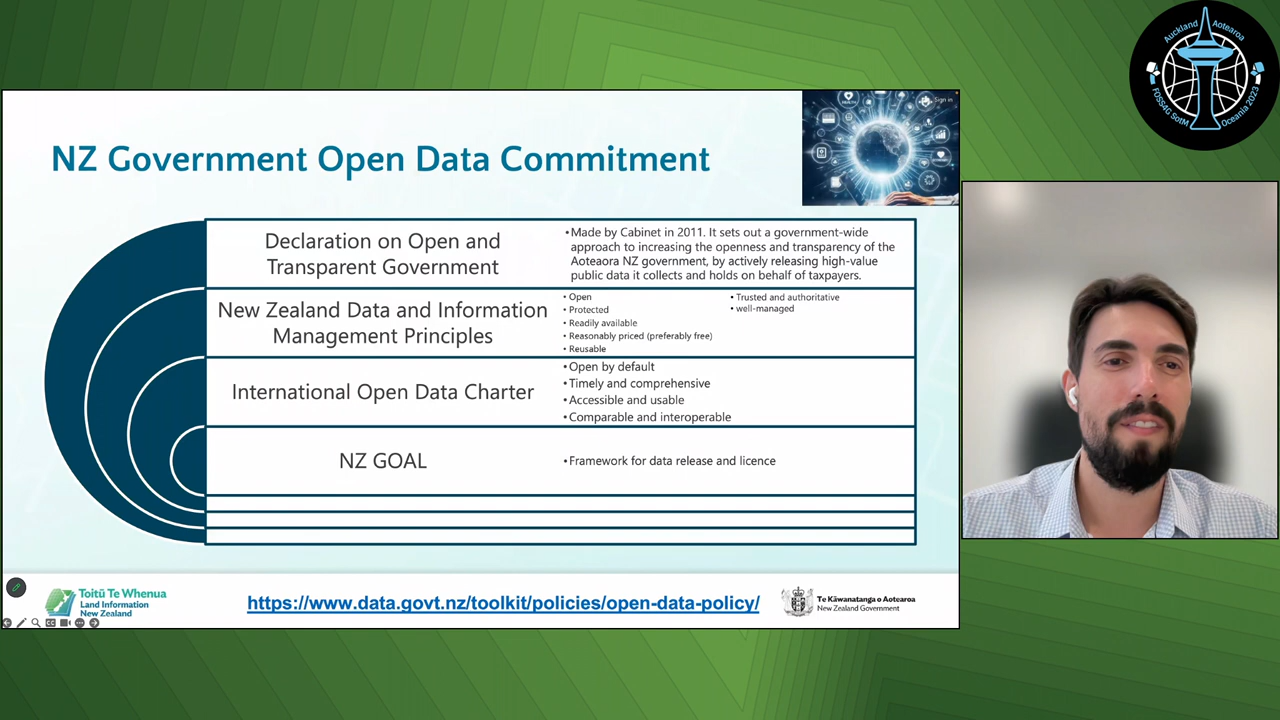 Auckland Aotearoa
FOSS4G SotM Oceania 2023
Sign in
HEALTH
NZ Government Open Data Commitment
Declaration on Open and
Transparent Government
•Made by Cabinet in 2011. It sets out a government-wide
approach to increasing the openness and transparency of the
Aoteaora NZ government, by actively releasing high-value
public data it collects and holds on behalf of taxpayers.
New Zealand Data and Information
Management Principles
• Open
• Protected
• Readily available
• Reasonably priced (preferably free)
• Reusable
• Trusted and authoritative
• well-managed
International Open Data Charter
•Open by default
•Timely and comprehensive
•Accessible and usable
•Comparable and interoperable
NZ GOAL
•Framework for data release and licence
Toitū Te Whenua
Land Information
New Zealand
https://www.data.govt.nz/toolkit/policies/open-data-policy/
Te Kāwanatanga o Aotearoa
New Zealand Government